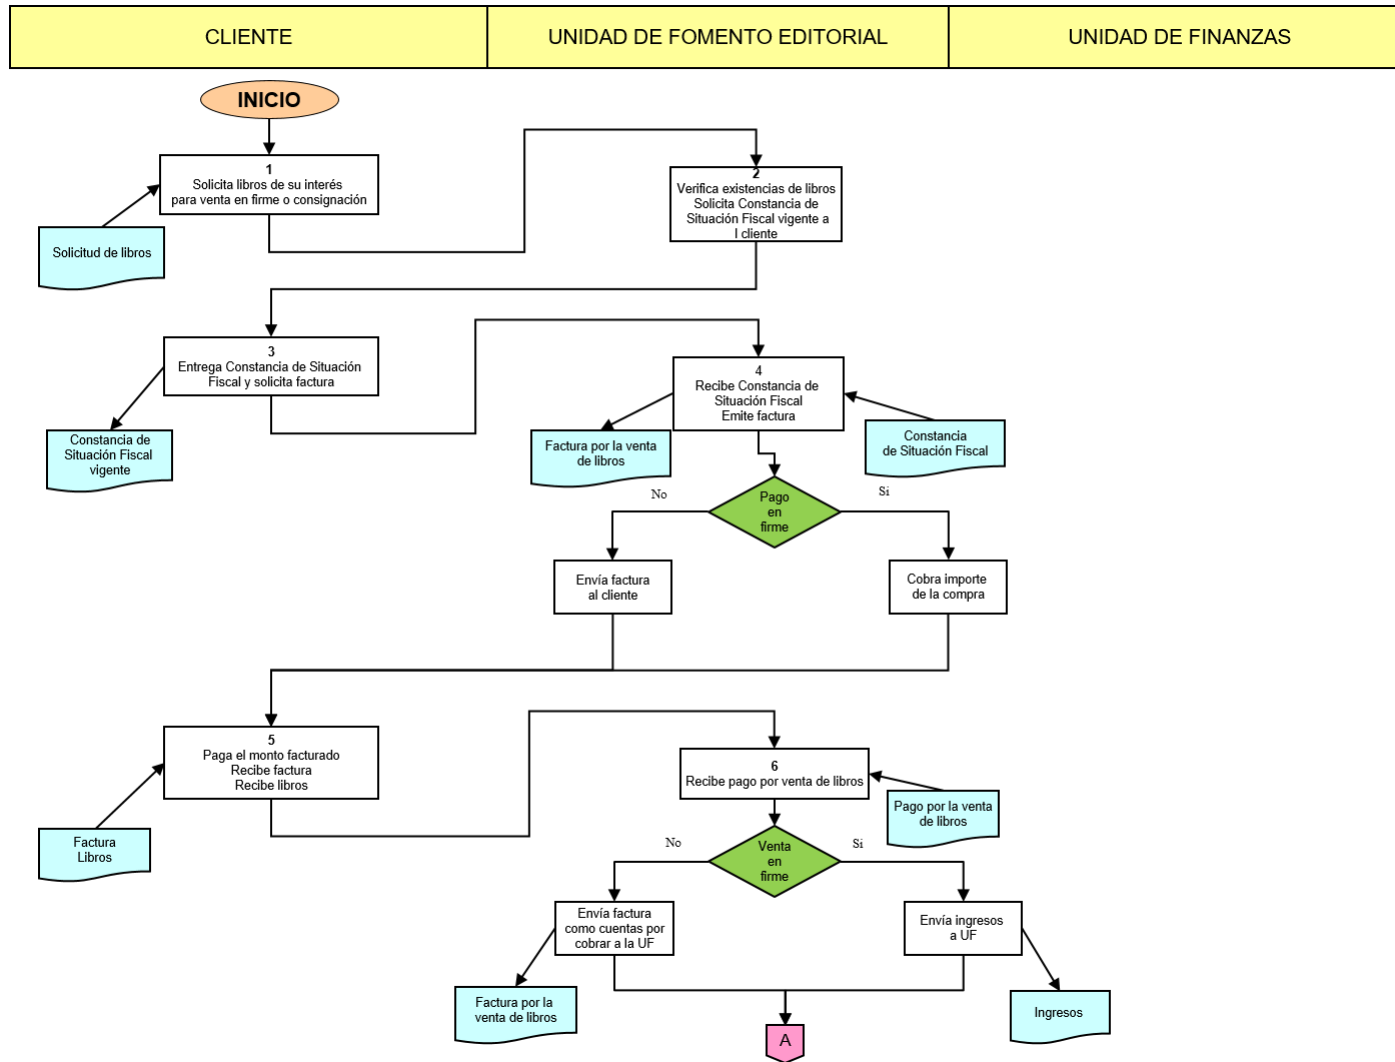 CLIENTE
UNIDAD DE FOMENTO EDITORIAL
UNIDAD DE FINANZAS
INICIO
1
Solicita libros de su interés
para venta en firme o consignación
Solicitud de libros
2
Verifica existencias de libros
Solicita Constancia de
Situación Fiscal vigente a
l cliente
3
Entrega Constancia de Situación
Fiscal y solicita factura
Constancia de
Situación Fiscal
vigente
4
Recibe Constancia de
Situación Fiscal
Emite factura
Factura por la venta
de libros
Constancia
de Situación Fiscal
No
Pago
en
firme
Si
Envía factura
al cliente
Cobra importe
de la compra
5
Paga el monto facturado
Recibe factura
Recibe libros
Factura
Libros
6
Recibe pago por venta de libros
Pago por la venta
de libros
No
Venta
en
firme
Si
Envía factura
como cuentas por
cobrar a la UF
Envía ingresos
a UF
Factura por la
venta de libros
Ingresos
A